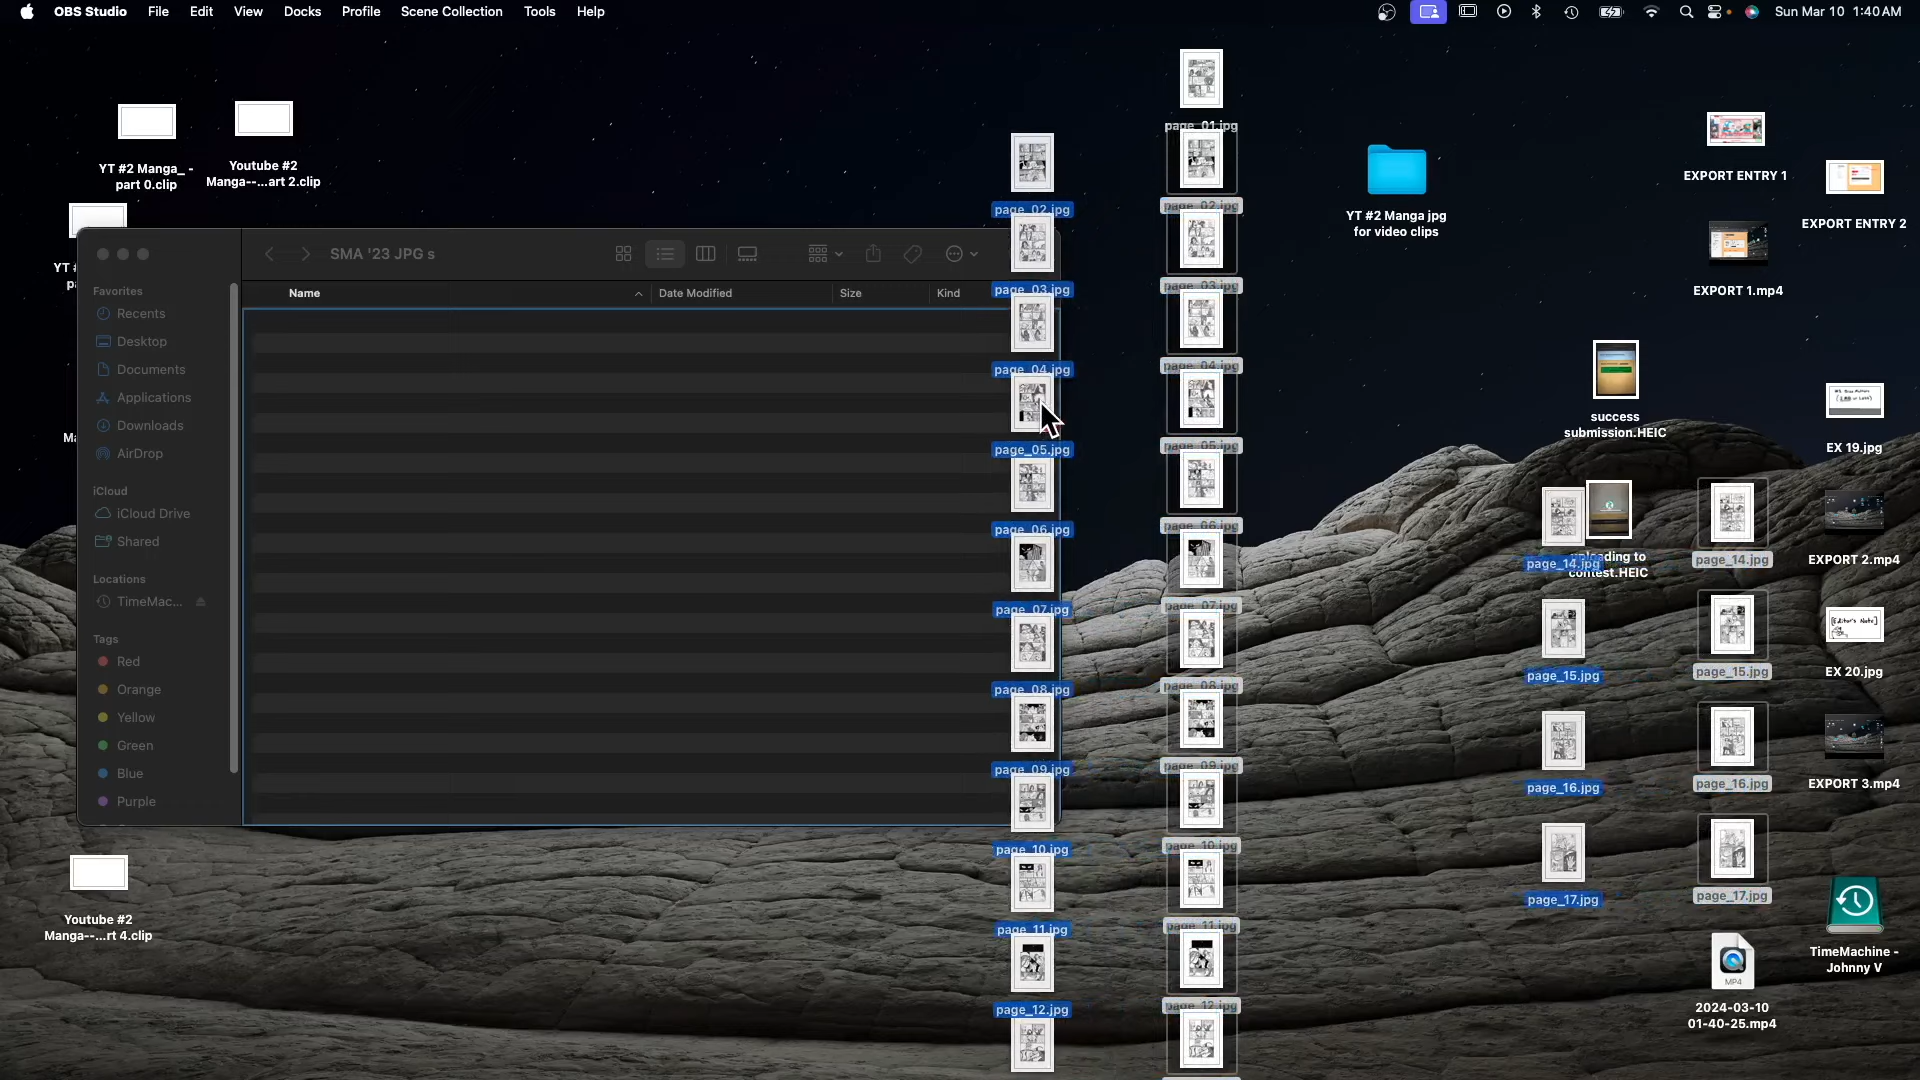 OBS Studio File Edit View Docks Profile Scene Collection Tools Help
Sun Mar 10 1:40 AM
YT #2 Manga_ -
part 0.clip
Youtube #2
Manga--...art 2.clip
SMA '23 JPG s
Name
Date Modified
Size
Kind
Favorites
Recents
Desktop
Documents
Applications
Downloads
AirDrop
iCloud
iCloud Drive
Shared
Locations
TimeMac...
Tags
Red
Orange
Yellow
Green
Blue
Purple
Youtube #2
Manga--...rt 4.clip
page_02.jpg
page_03.jpg
page_04.jpg
page_05.jpg
page_06.jpg
page_07.jpg
page_08.jpg
page_09.jpg
page_10.jpg
page_11.jpg
page_12.jpg
page_01.jpg
page_02.jpg
page_03.jpg
page_04.jpg
page_05.jpg
page_06.jpg
page_07.jpg
page_08.jpg
page_09.jpg
page_10.jpg
page_11.jpg
page_12.jpg
YT #2 Manga jpg
for video clips
success
submission.HEIC
page_14.jpg
contest.HEIC
page_15.jpg
page_16.jpg
page_17.jpg
EXPORT ENTRY 1
EXPORT 1.mp4
page_14.jpg
page_15.jpg
page_16.jpg
page_17.jpg
MP4
2024-03-10
01-40-25.mp4
EXPORT ENTRY 2
EX 19.jpg
EXPORT 2.mp4
[Editor's Note]
EX 20.jpg
EXPORT 3.mp4
TimeMachine -
Johnny V